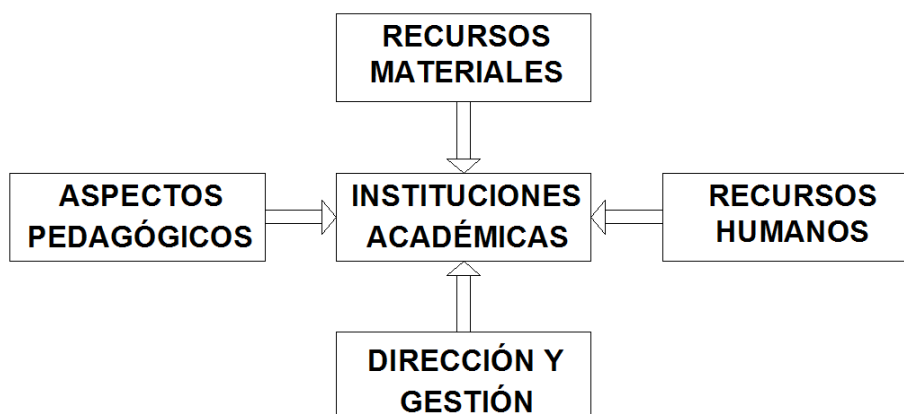 RECURSOS
MATERIALES
ASPECTOS
PEDAGÓGICOS
INSTITUCIONES
ACADÉMICAS
RECURSOS
HUMANOS
DIRECCIÓN Y
GESTIÓN